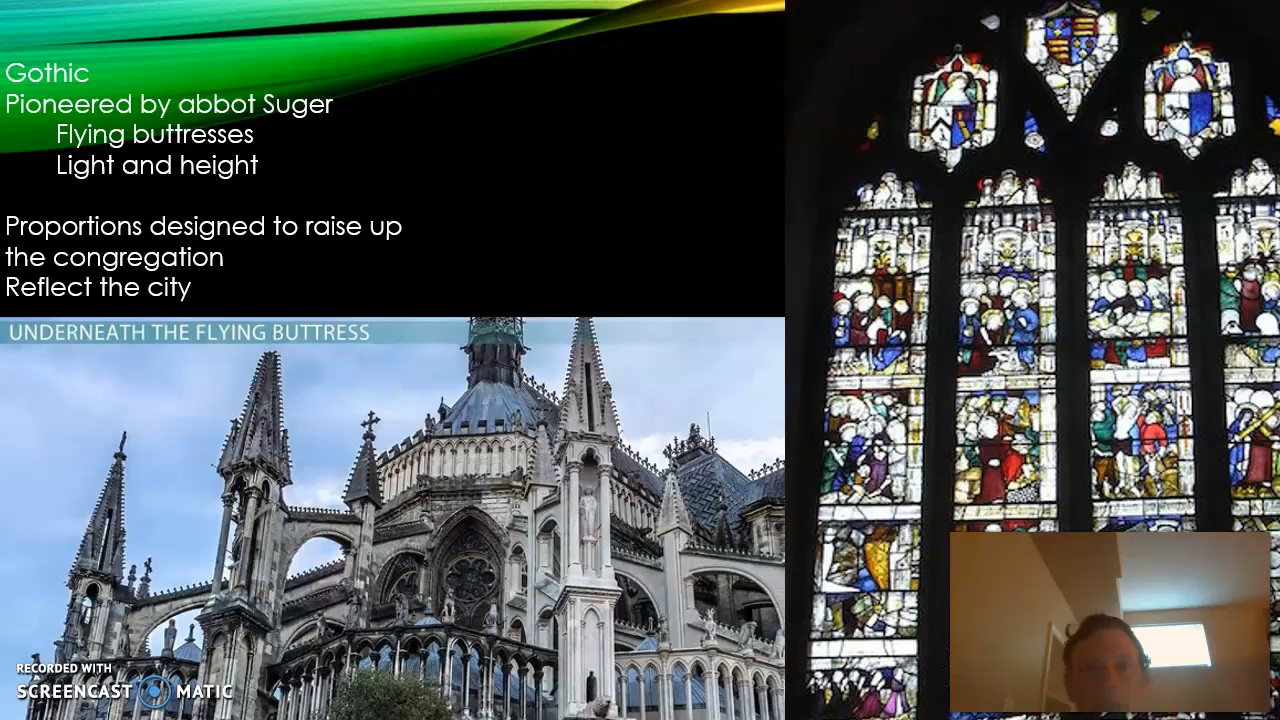 Gothic
Pioneered by abbot Suger
Flying buttresses
Light and height
Proportions designed to raise up
the congregation
Reflect the city
UNDERNEATH THE FLYING BUTTRESS
RECORDED WITH
SCREENCAST MATIC